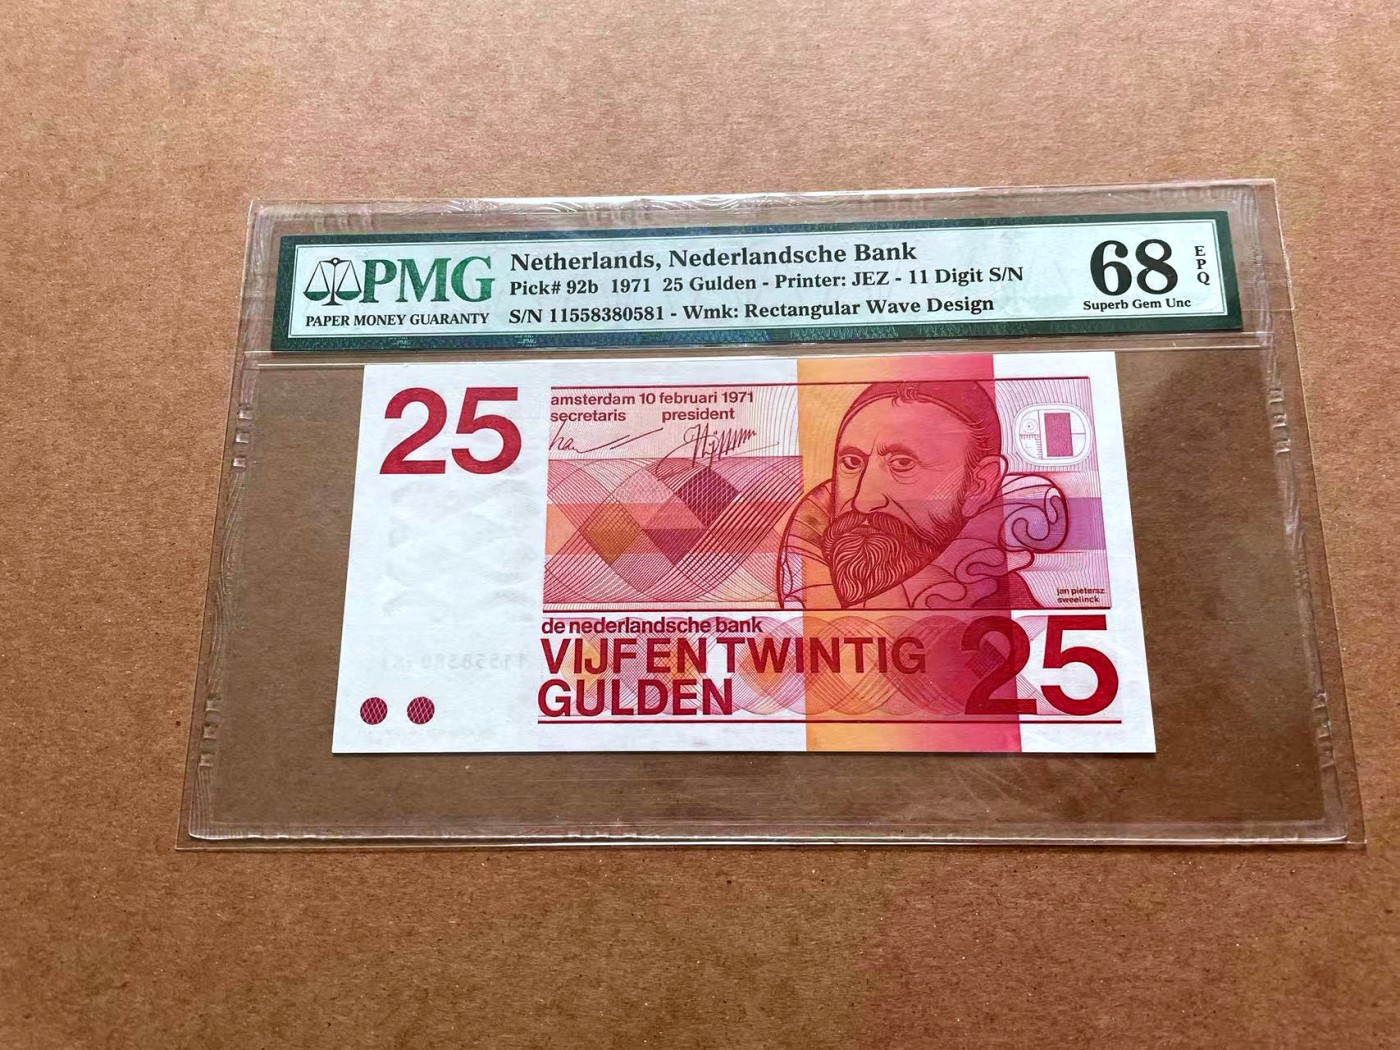 PMG
PAPER MONEY GUARANTY
Netherlands, Nederlandsche Bank
Pick# 92b 1971 25 Gulden - Printer: JEZ - 11 Digit S/N
S/N 11558380581 - Wmk: Rectangular Wave Design
68
EPQ
Superb Gem Unc
25
amsterdam 10 februari 1971
secretaris president
jan pietersz.
sweelinck
de nederlandsche bank
VIJF EN TWINTIG
GULDEN
25